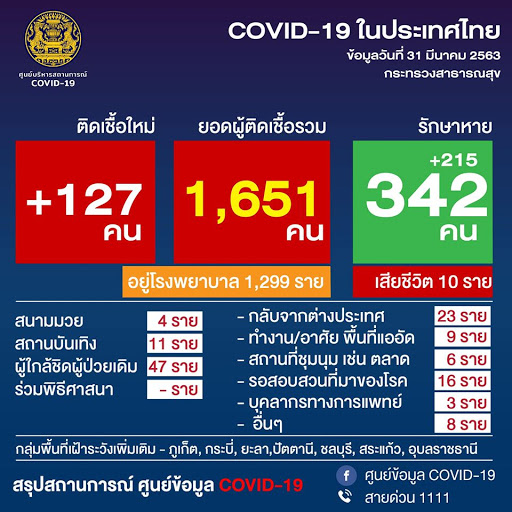 COVID-19 ในประเทศไทย
ข้อมูลวันที่ 31 มีนาคม 2563
กระทรวงสาธารณสุข
ศูนย์บริหารสถานการณ์
COVID-19
ติดเชื้อใหม่
+127
คน
ยอดผู้ติดเชื้อรวม
1,651
คน
รักษาหาย
+215
342
คน
อยู่โรงพยาบาล 1,299 ราย
เสียชีวิต 10 ราย
สนามมวย 4 ราย
สถานบันเทิง 11 ราย
ผู้ใกล้ชิดผู้ป่วยเดิม 47 ราย
ร่วมพิธีศาสนา - ราย
- กลับจากต่างประเทศ 23 ราย
- ทำงาน/อาศัย พื้นที่แออัด 9 ราย
- สถานที่ชุมนุม เช่น ตลาด 6 ราย
- รอสอบสวนที่มาของโรค 16 ราย
- บุคลากรทางการแพทย์ 3 ราย
- อื่นๆ 8 ราย
กลุ่มพื้นที่เฝ้าระวังเพิ่มเติม - ภูเก็ต, กระบี่, ยะลา,ปัตตานี, ชลบุรี, สระแก้ว, อุบลราชธานี
สรุปสถานการณ์ ศูนย์ข้อมูล COVID-19
ศูนย์ข้อมูล COVID-19
สายด่วน 1111